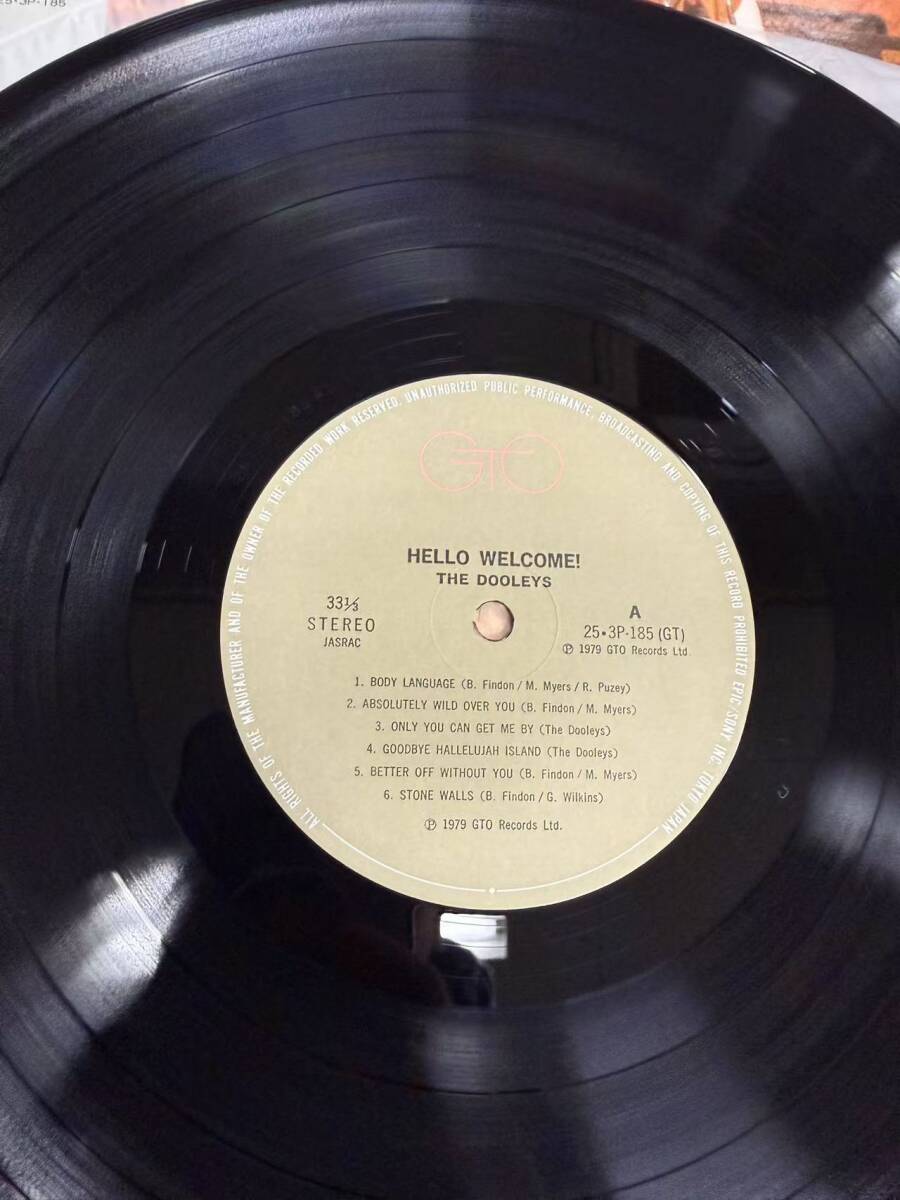 25•3P-185
ALL RIGHTS OF THE MANUFACTURER AND OF THE OWNER OF THE RECORDED WORK RESERVED. UNAUTHORIZED PUBLIC PERFORMANCE, BROADCASTING AND COPYING OF THIS RECORD PROHIBITED EPIC/SONY INC. TOKYO JAPAN
GTO
HELLO WELCOME!
THE DOOLEYS
33⅓
STEREO
JASRAC
A
25•3P-185 (GT)
℗ 1979 GTO Records Ltd.
1. BODY LANGUAGE (B. Findon/M. Myers/R. Puzey)
2. ABSOLUTELY WILD OVER YOU (B. Findon/M. Myers)
3. ONLY YOU CAN GET ME BY (The Dooleys)
4. GOODBYE HALLELUJAH ISLAND (The Dooleys)
5. BETTER OFF WITHOUT YOU (B. Findon/M. Myers)
6. STONE WALLS (B. Findon/G. Wilkins)
℗ 1979 GTO Records Ltd.